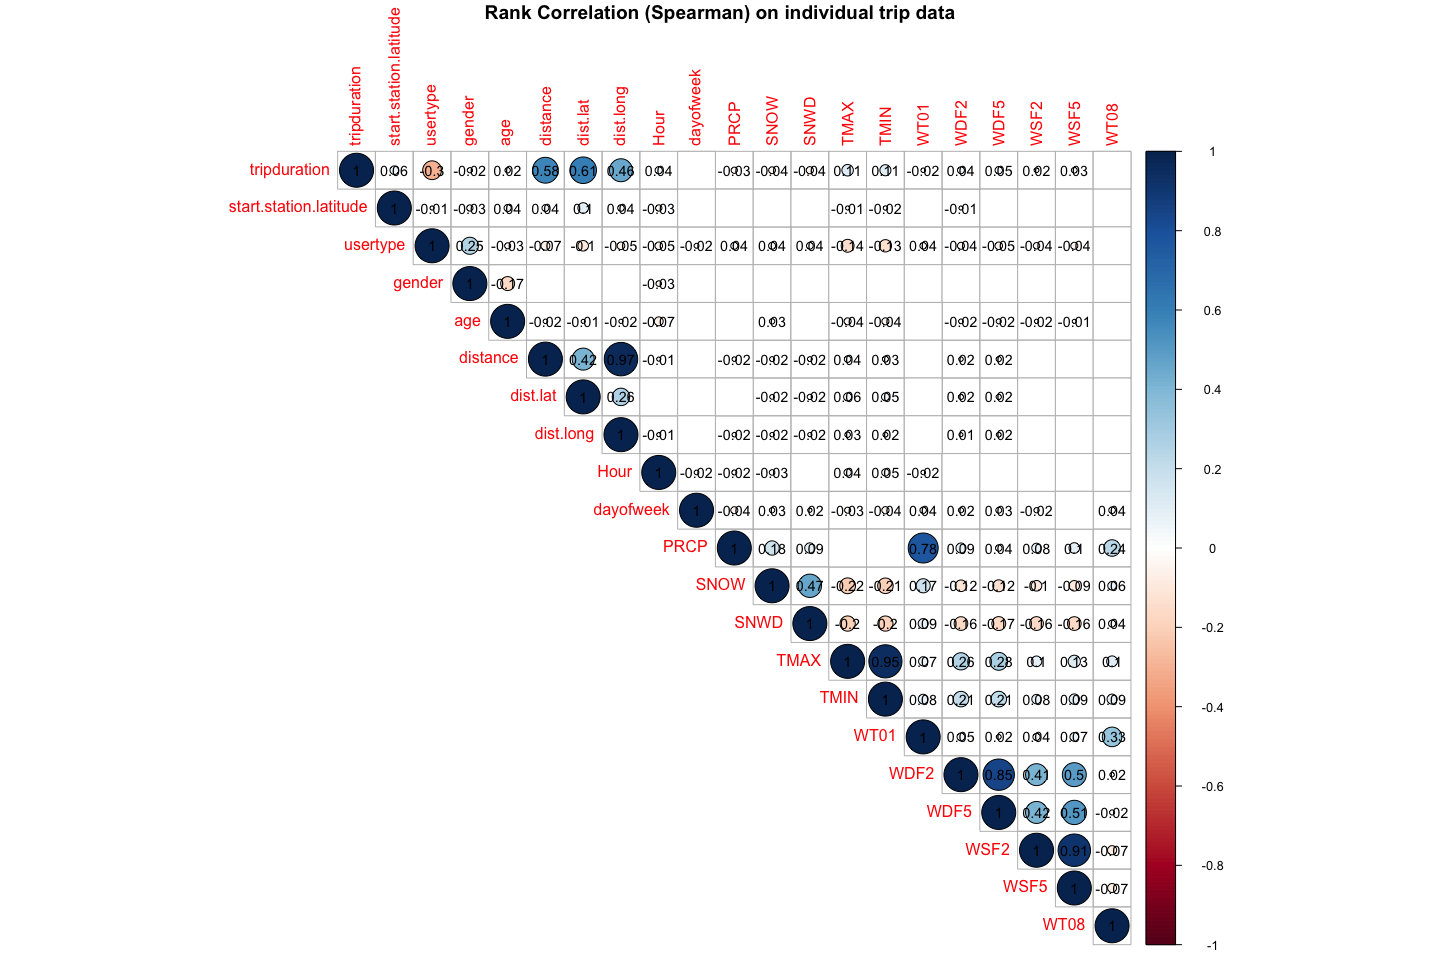 Rank Correlation (Spearman) on individual trip data
tripduration start.station.latitude usertype gender age distance dist.lat dist.long Hour dayofweek PRCP SNOW SNWD TMAX TMIN WT01 WDF2 WDF5 WSF2 WSF5 WT08
tripduration 1 0.06 -0.3 -0.02 0.02 0.58 0.61 0.46 0.04 -0.03 -0.04 -0.04 0.11 0.11 -0.02 0.04 0.05 0.02 0.03
start.station.latitude 1 -0.01 -0.03 0.04 0.04 0.1 0.04 -0.03 -0.01 -0.02 -0.01
usertype 1 0.25 -0.03 -0.07 -0.1 -0.05 -0.05 -0.02 0.04 0.04 0.04 -0.14 -0.13 0.04 -0.04 -0.05 -0.04 -0.04
gender 1 -0.17 -0.03
age 1 -0.02 -0.01 -0.02 -0.07 0.03 -0.04 -0.04 -0.02 -0.02 -0.02 -0.01
distance 1 0.42 0.97 -0.01 -0.02 -0.02 -0.02 0.04 0.03 0.02 0.02
dist.lat 1 0.26 -0.02 -0.02 0.06 0.05 0.02 0.02
dist.long 1 -0.01 -0.02 -0.02 -0.02 0.03 0.02 0.01 0.02
Hour 1 -0.02 -0.02 -0.03 0.04 0.05 -0.02
dayofweek 1 -0.04 0.03 0.02 -0.03 -0.04 0.04 0.02 0.03 -0.02 0.04
PRCP 1 0.18 0.09 0.78 0.09 0.04 0.08 0.1 0.24
SNOW 1 0.47 -0.22 -0.21 0.17 -0.12 -0.12 -0.1 -0.09 0.06
SNWD 1 -0.2 -0.2 0.09 -0.16 -0.17 -0.16 -0.16 0.04
TMAX 1 0.95 0.07 0.26 0.28 0.1 0.13 0.1
TMIN 1 0.08 0.21 0.21 0.08 0.09 0.09
WT01 1 0.05 0.02 0.04 0.07 0.33
WDF2 1 0.85 0.41 0.5 0.02
WDF5 1 0.42 0.51 -0.02
WSF2 1 0.91 -0.07
WSF5 1 -0.07
WT08 1
1
0.8
0.6
0.4
0.2
0
-0.2
-0.4
-0.6
-0.8
-1